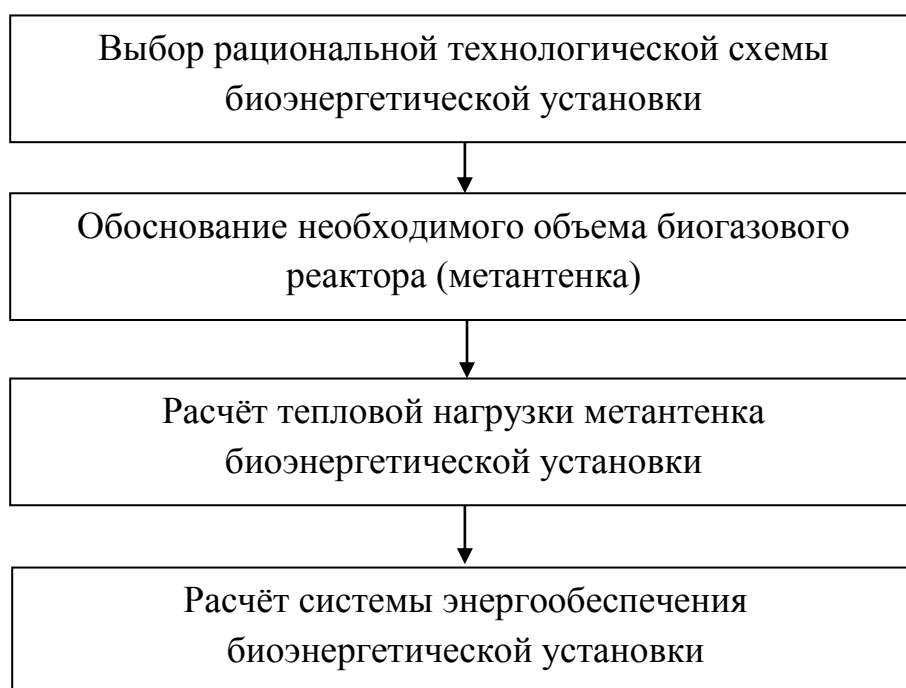 Выбор рациональной технологической схемы
биоэнергетической установки
Обоснование необходимого объема биогазового
реактора (метантенка)
Расчёт тепловой нагрузки метантенка
биоэнергетической установки
Расчёт системы энергообеспечения
биоэнергетической установки